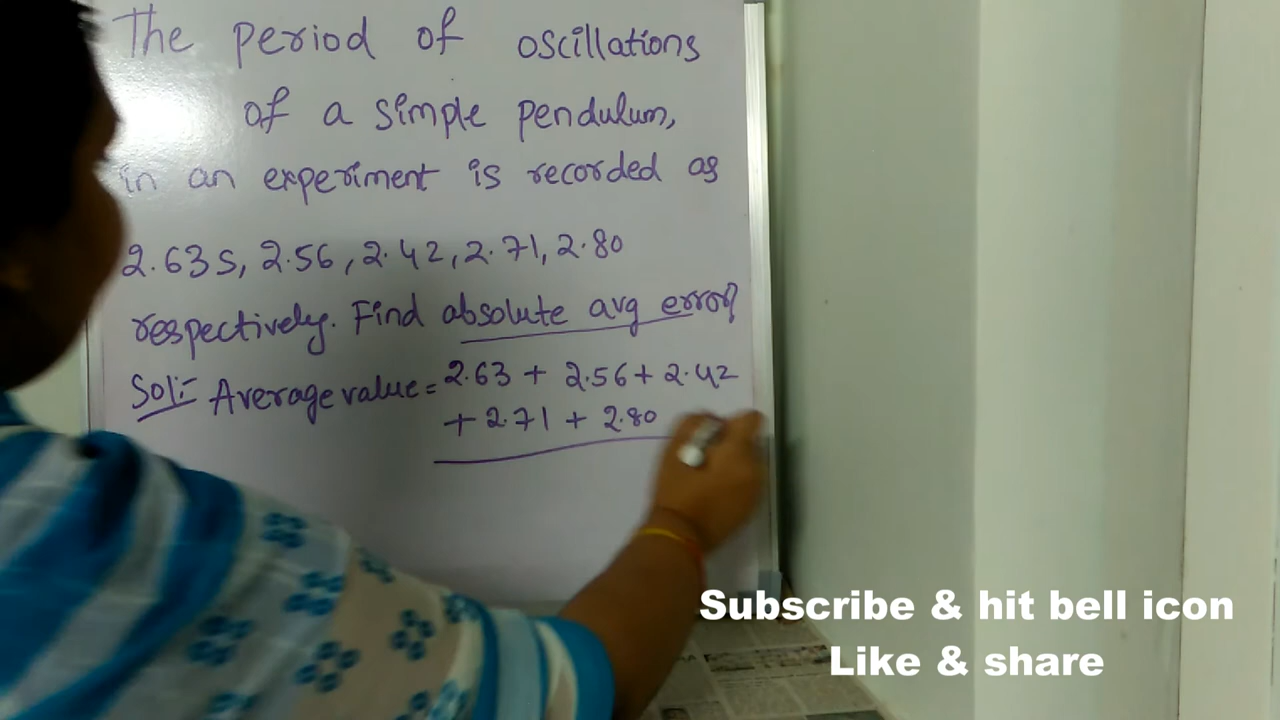 The period of oscillations
of a simple pendulum,
in an experiment is recorded as
2.63s, 2.56, 2.42, 2.71, 2.80
respectively. Find absolute avg error?
Sol:- Average value = 2.63 + 2.56 + 2.42
+ 2.71 + 2.80
Subscribe & hit bell icon
Like & share